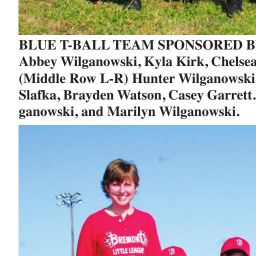 BLUE T-BALL TEAM SPONSORED B
Abbey Wilganowski, Kyla Kirk, Chelsea
(Middle Row L-R) Hunter Wilganowski
Slafka, Brayden Watson, Casey Garrett.
ganowski, and Marilyn Wilganowski.
BREMOND
LITTLE LEAGUE
B
B